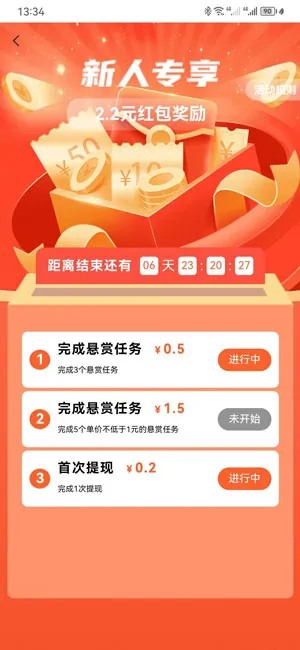 13:34
90
新人专享
活动规则
2.2元红包奖励
¥50
¥10
距离结束还有 06 天 23 : 20 : 27
1 完成悬赏任务 ¥0.5
完成3个悬赏任务
进行中
2 完成悬赏任务 ¥1.5
完成5个单价不低于1元的悬赏任务
未开始
3 首次提现 ¥0.2
完成1次提现
进行中